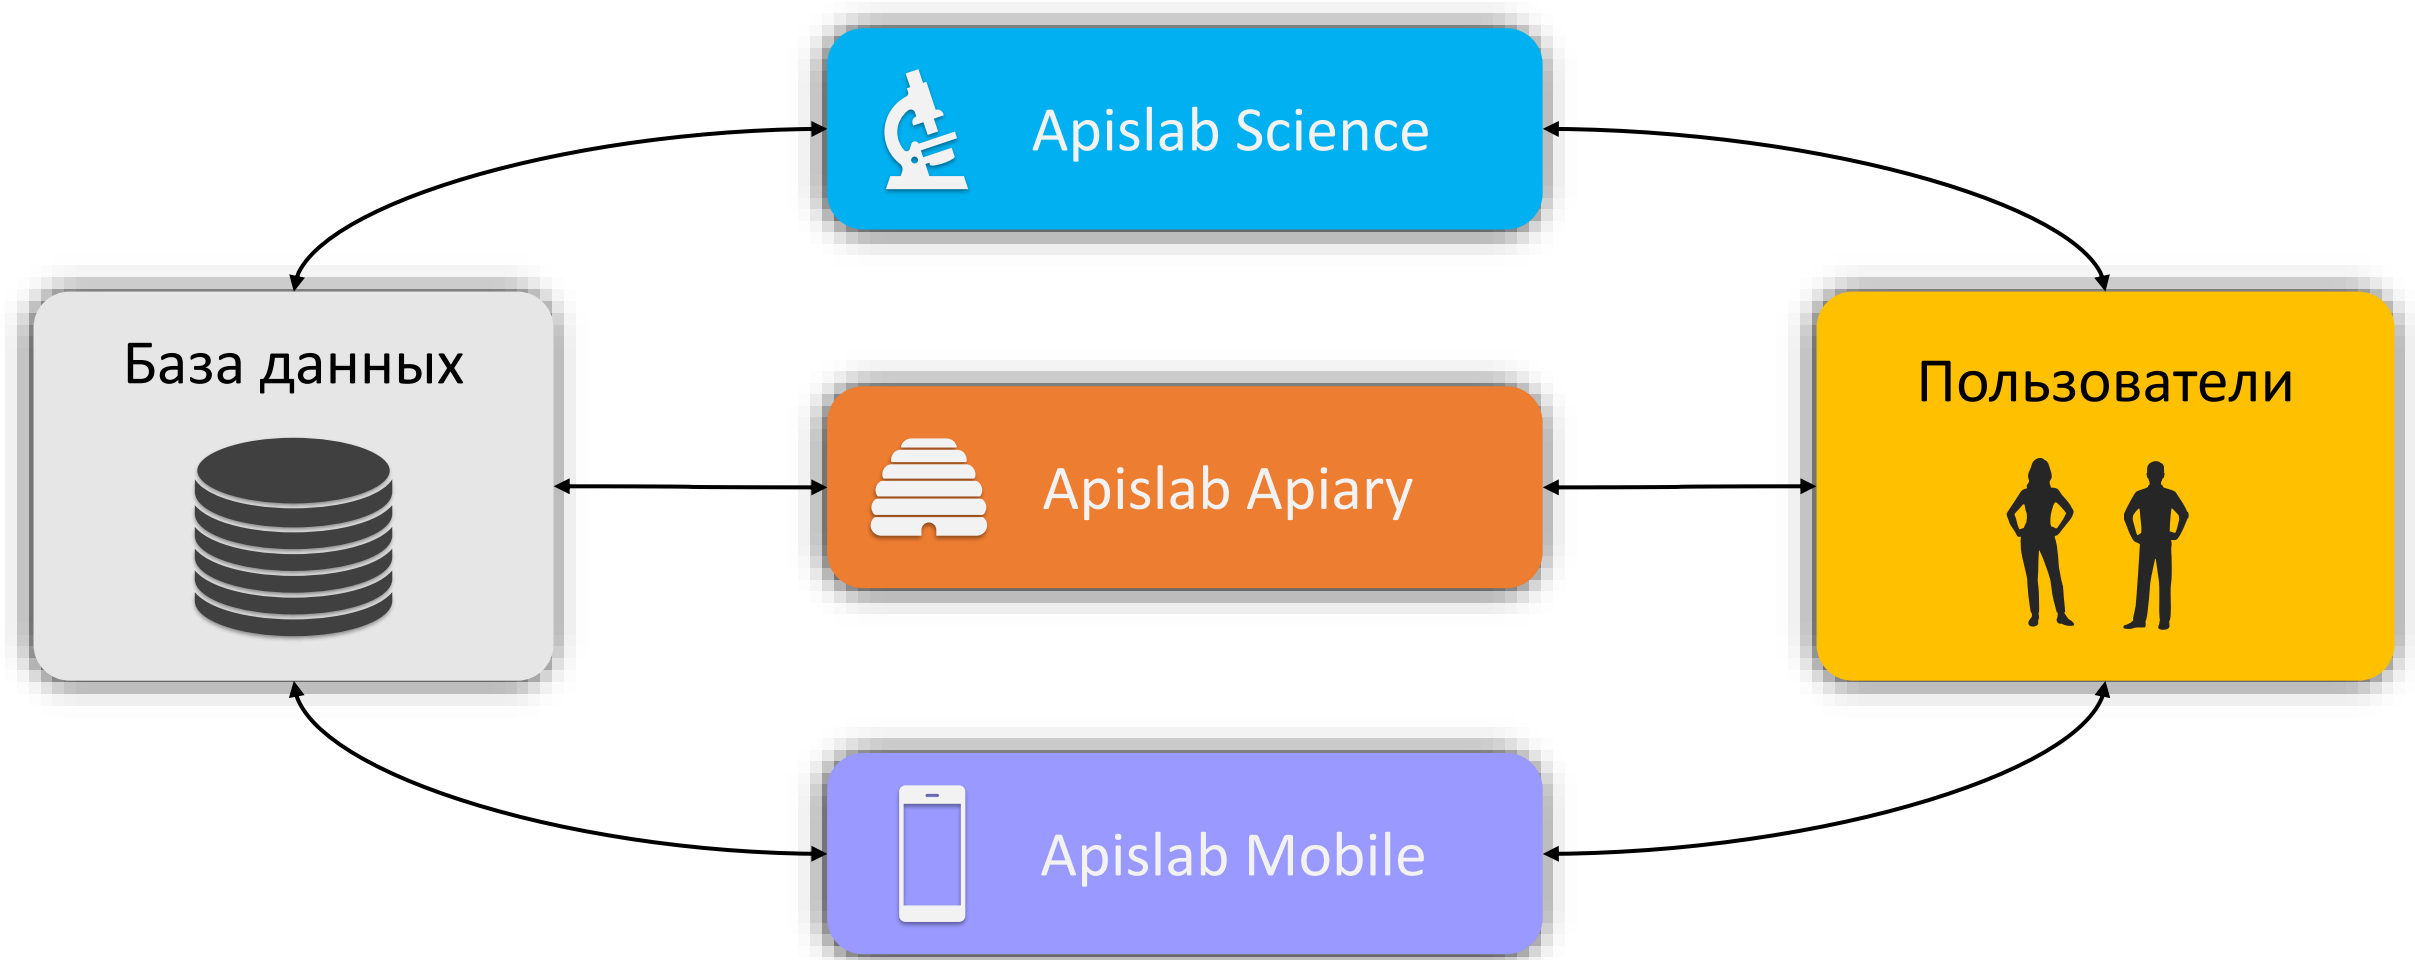 Apislab Science
База данных
Apislab Apiary
Пользователи
Apislab Mobile